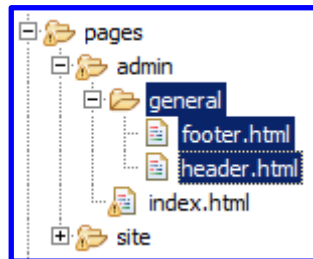 pages
admin
general
footer.html
header.html
index.html
site